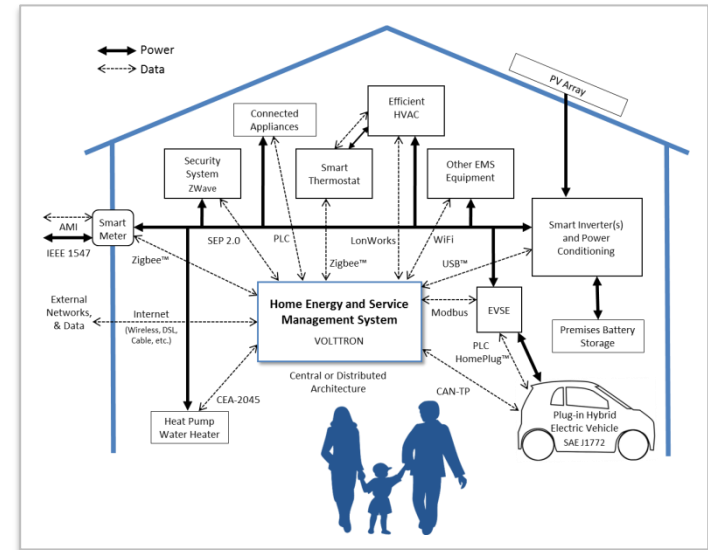 Power
Data
PV Array
Connected
Appliances
Efficient
HVAC
Security
System
ZWave
Smart
Thermostat
Other EMS
Equipment
AMI
Smart
Meter
IEEE 1547
SEP 2.0
PLC
LonWorks
WiFi
Smart Inverter(s)
and Power
Conditioning
Zigbee™
Zigbee™
USB™
External
Networks,
& Data
Internet
(Wireless, DSL,
Cable, etc.)
Home Energy and Service
Management System
VOLTTRON
Modbus
EVSE
Premises Battery
Storage
PLC
HomePlug™
Central or Distributed
Architecture
CEA-2045
CAN-TP
Heat Pump
Water Heater
Plug-in Hybrid
Electric Vehicle
SAE J1772